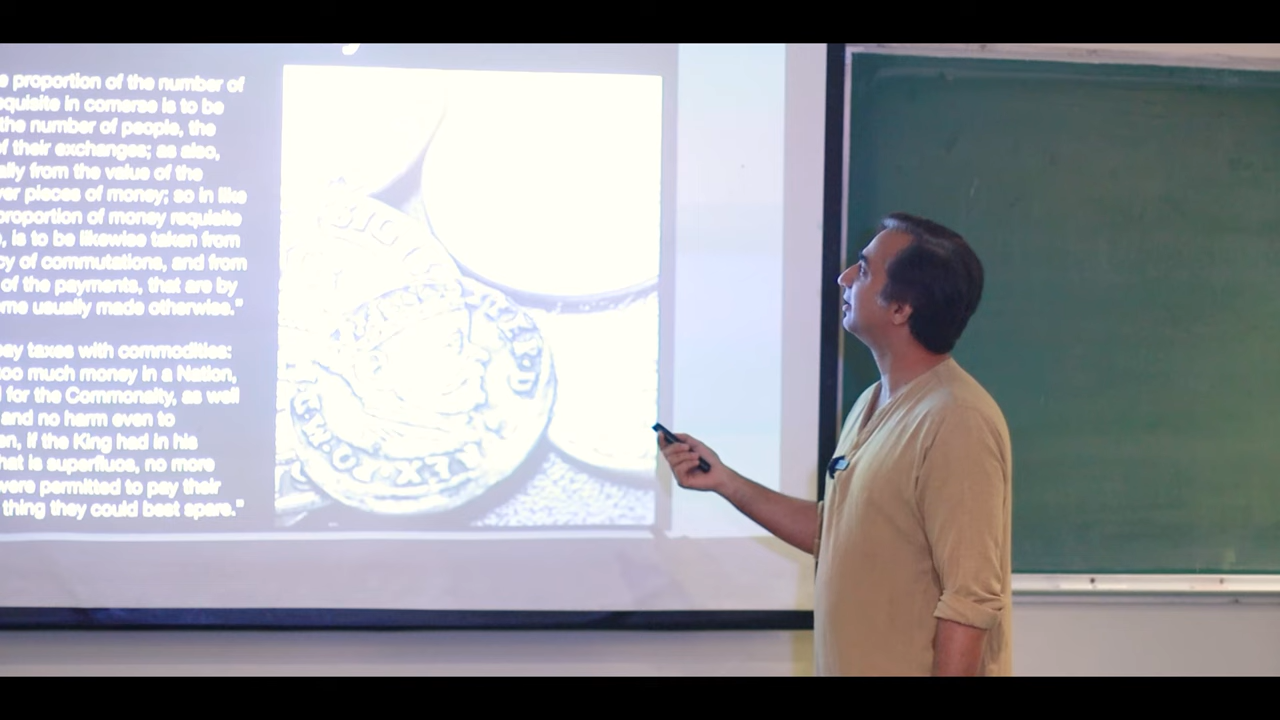 e proportion of the number of
equisite in comerse is to be
the number of people, the
f their exchanges; as also,
ally from the value of the
ver pieces of money; so in like
proportion of money requisite
, is to be likewise taken from
cy of commutations, and from
of the payments, that are by
me usually made otherwise."
pay taxes with commodities:
too much money in a Nation,
for the Commonalty, as well
and no harm even to
en, if the King had in his
hat is superfluos, no more
were permitted to pay their
thing they could best spare."